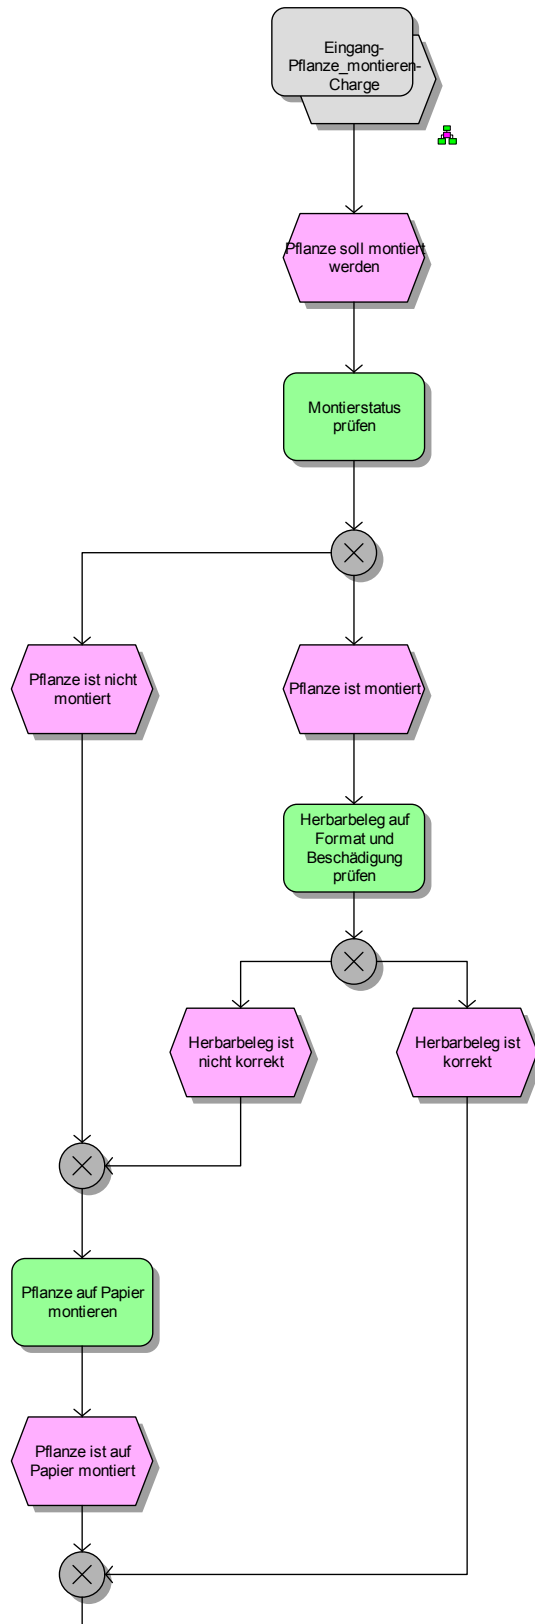 Eingang-
Pflanze_montieren-
Charge
Pflanze soll montiert
werden
Montierstatus
prüfen
Pflanze ist nicht
montiert
Pflanze ist montiert
Herbarbeleg auf
Format und
Beschädigung
prüfen
Herbarbeleg ist
nicht korrekt
Herbarbeleg ist
korrekt
Pflanze auf Papier
montieren
Pflanze ist auf
Papier montiert